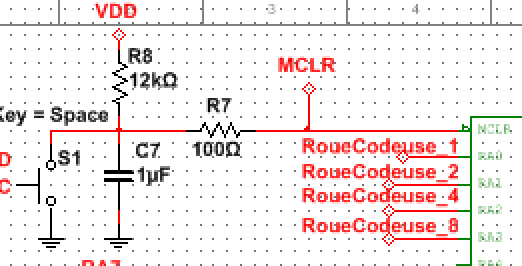 VDD
3
4
R8
12kΩ
MCLR
R7
Key = Space
100Ω
C7
1µF
S1
MCLR
RoueCodeuse_1
RA0
RoueCodeuse_2
RA1
RoueCodeuse_4
RA2
RoueCodeuse_8
RA3